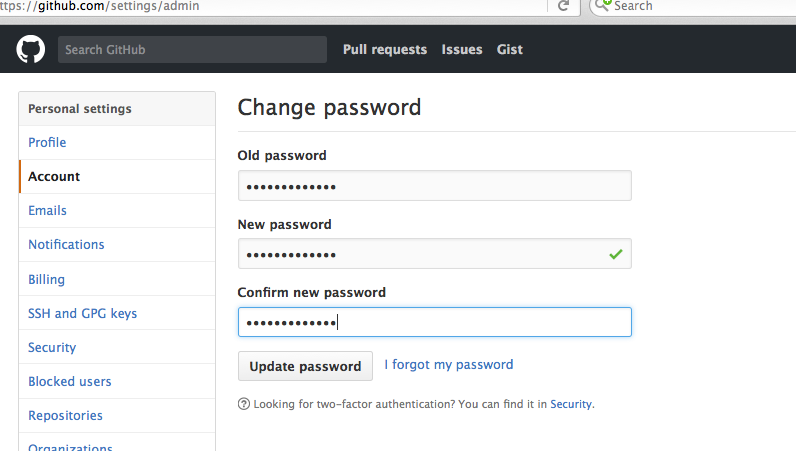 ttps://github.com/settings/admin
Search
Search GitHub
Pull requests
Issues
Gist
Personal settings
Profile
Account
Emails
Notifications
Billing
SSH and GPG keys
Security
Blocked users
Repositories
Organizations
Change password
Old password
•••••••••••••
New password
•••••••••••••
Confirm new password
•••••••••••••
Update password
I forgot my password
Looking for two-factor authentication? You can find it in Security.